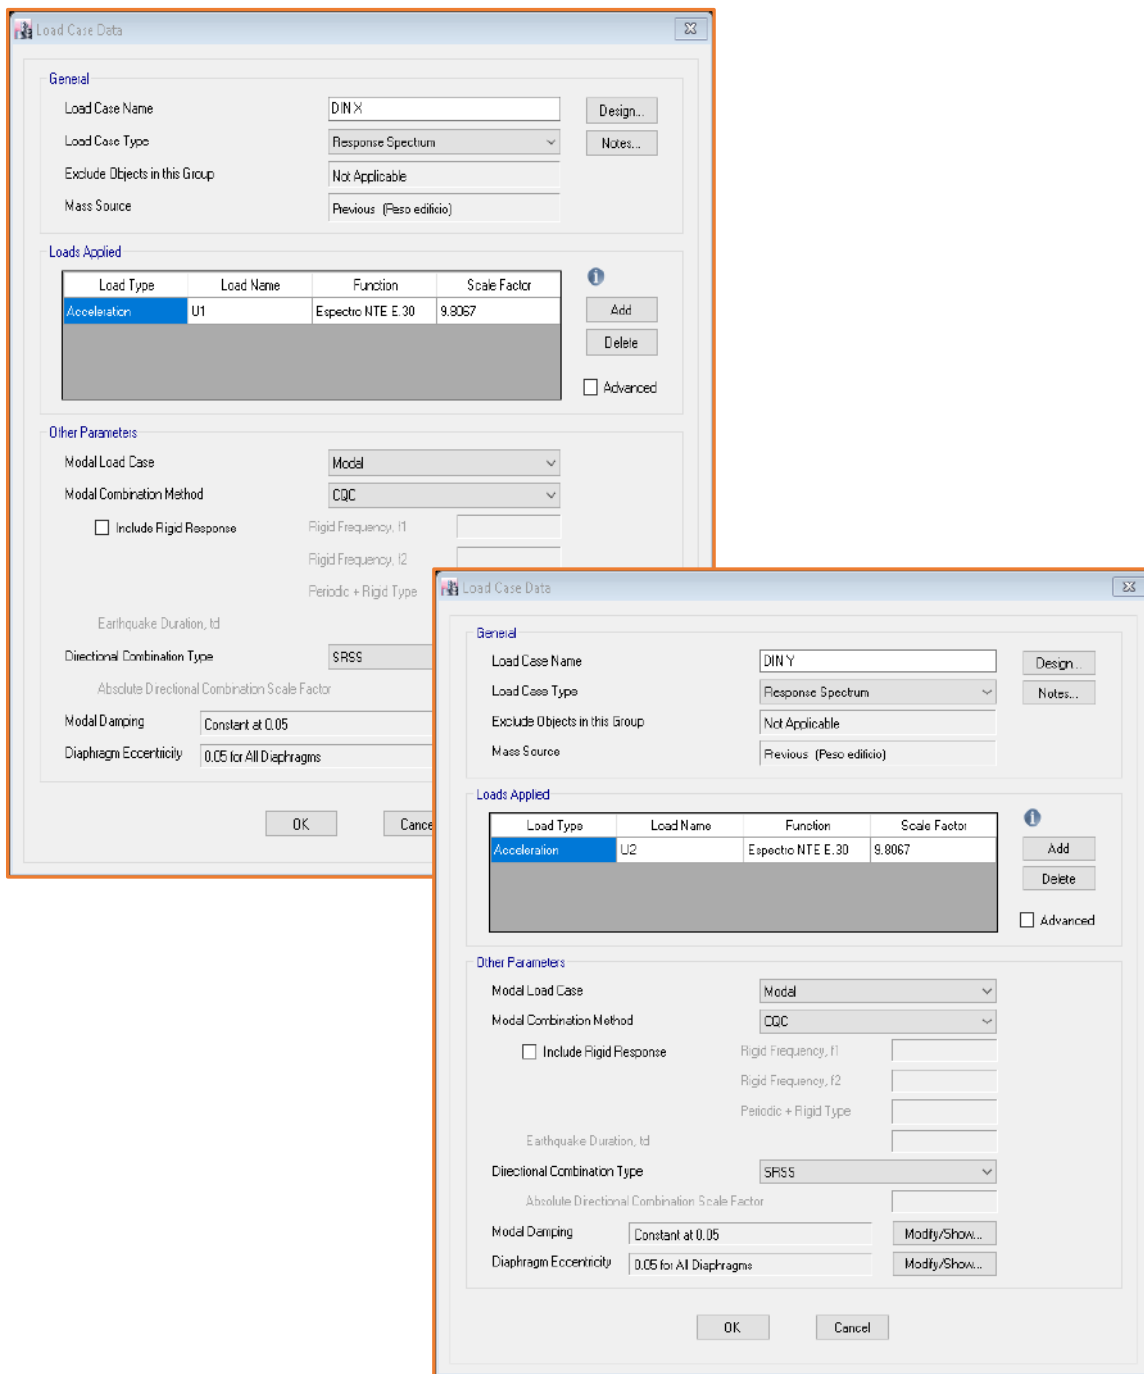 Load Case Data
General
Load Case Name DIN X Design...
Load Case Type Response Spectrum Notes...
Exclude Objects in this Group Not Applicable
Mass Source Previous (Peso edificio)
Loads Applied
Load Type Load Name Function Scale Factor
Acceleration U1 Espectro NTE E.30 9.8067
Add
Delete
Advanced
Other Parameters
Modal Load Case Modal
Modal Combination Method CQC
Include Rigid Response Rigid Frequency, f1
Rigid Frequency, f2
Periodic + Rigid Type
Earthquake Duration, td
Directional Combination Type SRSS
Absolute Directional Combination Scale Factor
Modal Damping Constant at 0.05
Diaphragm Eccentricity 0.05 for All Diaphragms
OK Cance
Load Case Data
General
Load Case Name DIN Y Design...
Load Case Type Response Spectrum Notes...
Exclude Objects in this Group Not Applicable
Mass Source Previous (Peso edificio)
Loads Applied
Load Type Load Name Function Scale Factor
Acceleration U2 Espectro NTE E.30 9.8067
Add
Delete
Advanced
Other Parameters
Modal Load Case Modal
Modal Combination Method CQC
Include Rigid Response Rigid Frequency, f1
Rigid Frequency, f2
Periodic + Rigid Type
Earthquake Duration, td
Directional Combination Type SRSS
Absolute Directional Combination Scale Factor
Modal Damping Constant at 0.05 Modify/Show...
Diaphragm Eccentricity 0.05 for All Diaphragms Modify/Show...
OK Cancel